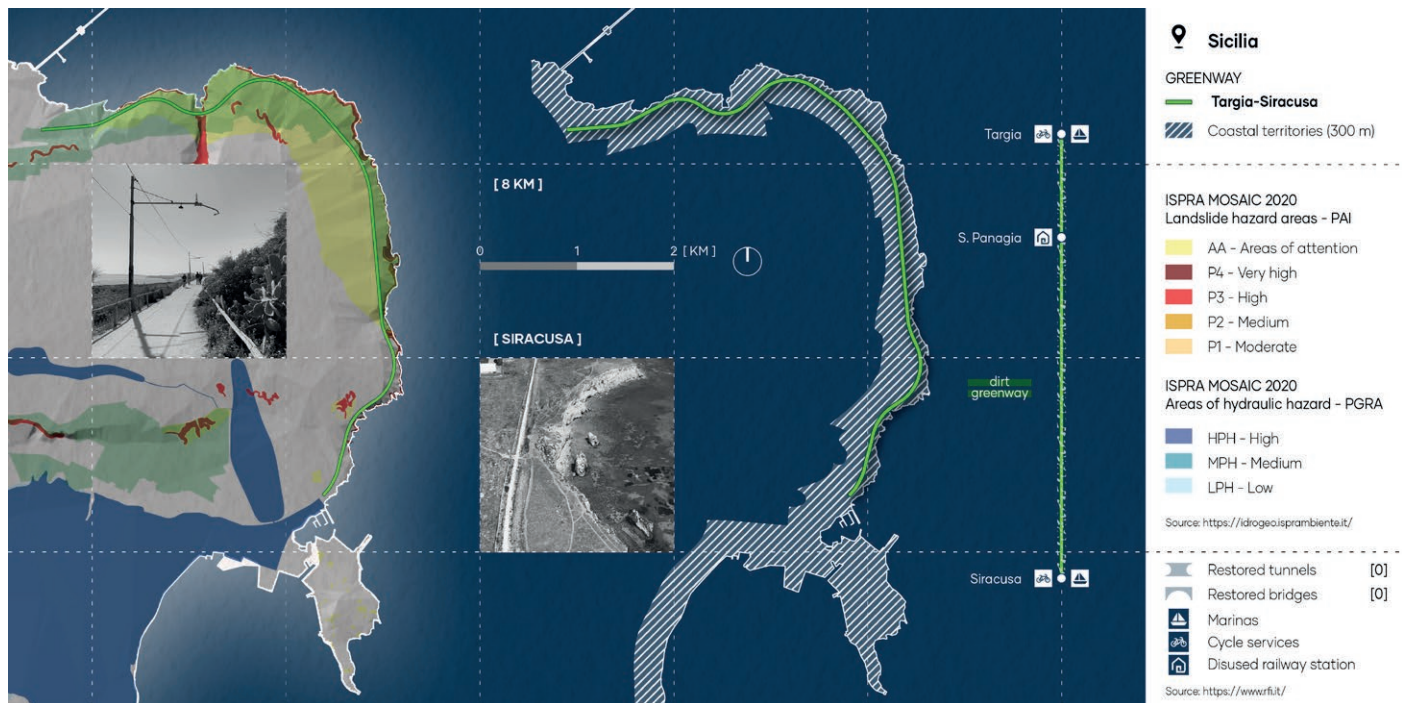 [ 8 KM ]
0
1
2 [ KM ]
[ SIRACUSA ]
Targia
S. Panagia
dirt
greenway
Siracusa
Sicilia
GREENWAY
Targia-Siracusa
Coastal territories (300 m)
ISPRA MOSAIC 2020
Landslide hazard areas - PAI
AA - Areas of attention
P4 - Very high
P3 - High
P2 - Medium
P1 - Moderate
ISPRA MOSAIC 2020
Areas of hydraulic hazard - PGRA
HPH - High
MPH - Medium
LPH - Low
Source: https://idrogeo.isprambiente.it/
Restored tunnels [0]
Restored bridges [0]
Marinas
Cycle services
Disused railway station
Source: https://www.rfi.it/